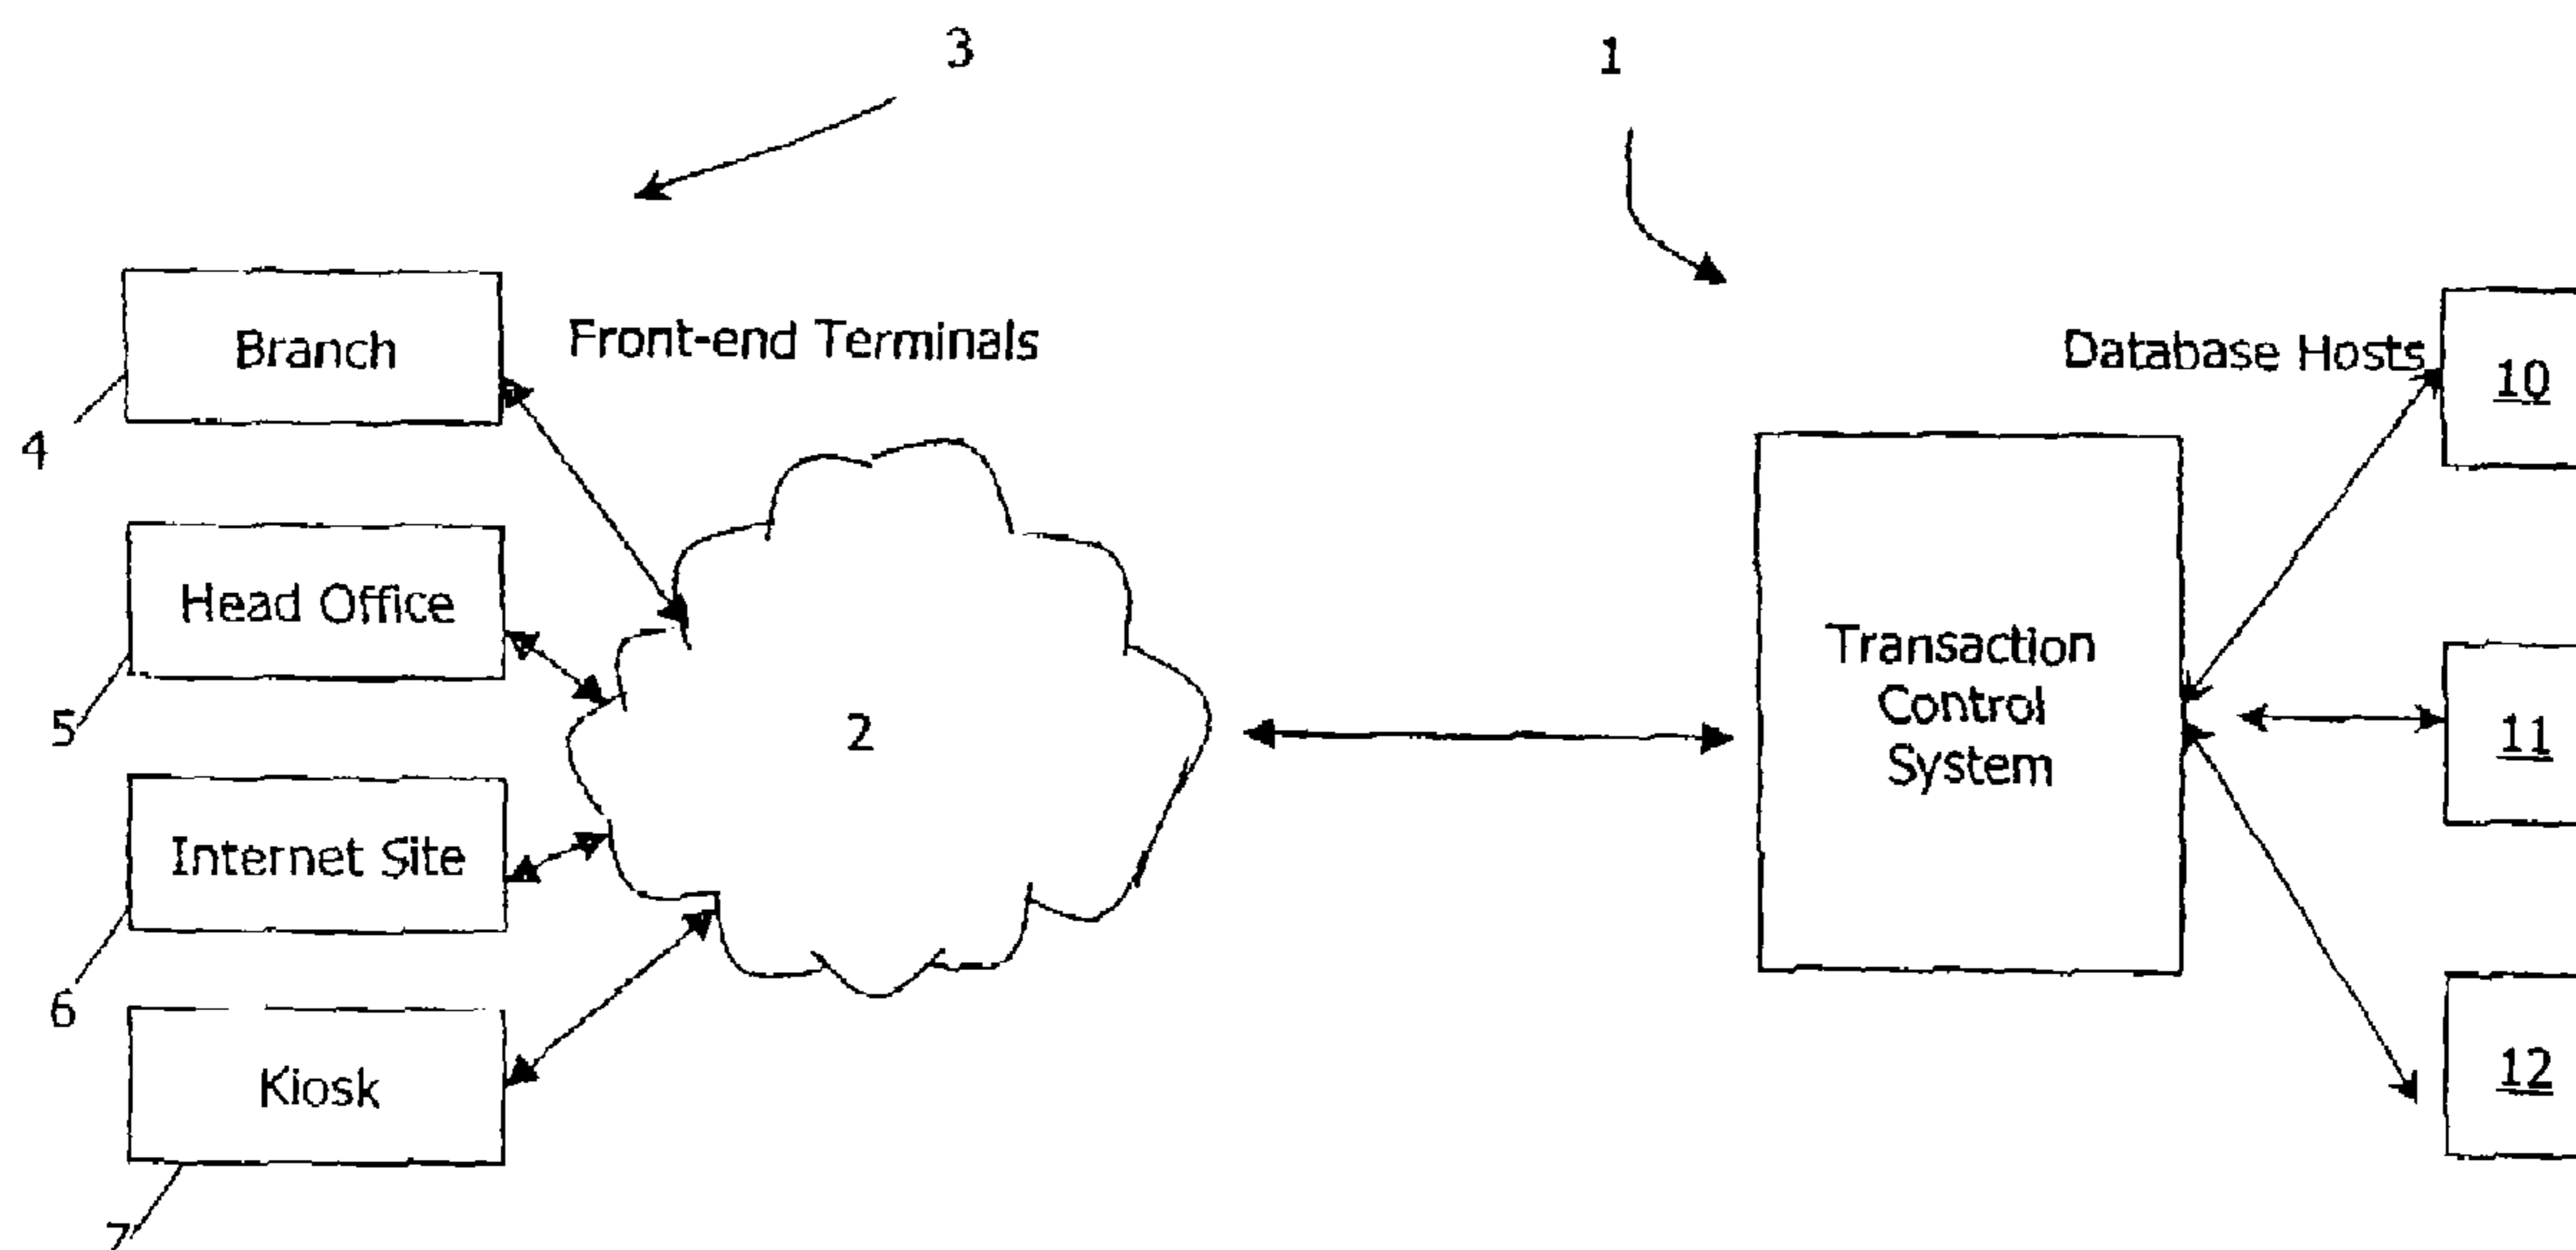 3
1
Branch
Front-end Terminals
Database Hosts
10
4
Head Office
Transaction
Control
System
5
2
11
Internet Site
6
Kiosk
12
7